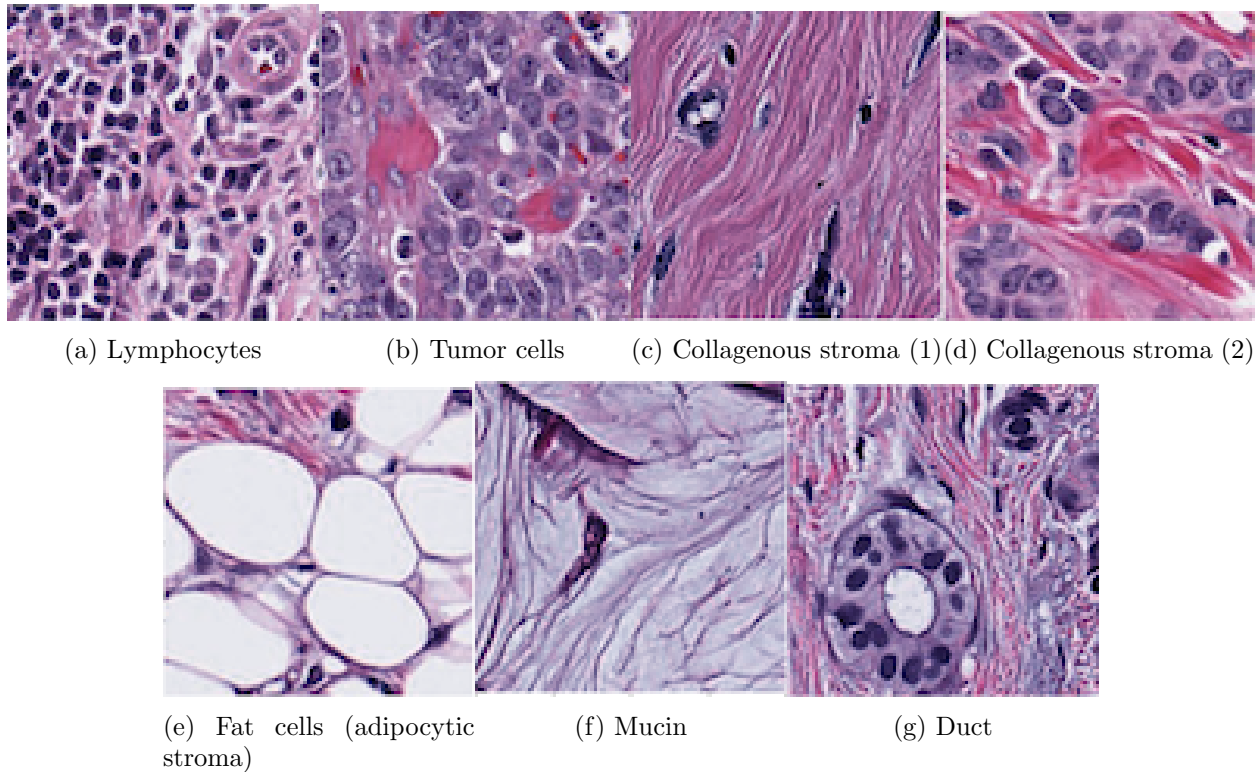 (a) Lymphocytes
(b) Tumor cells
(c) Collagenous stroma (1)
(d) Collagenous stroma (2)
(e) Fat cells (adipocytic
stroma)
(f) Mucin
(g) Duct